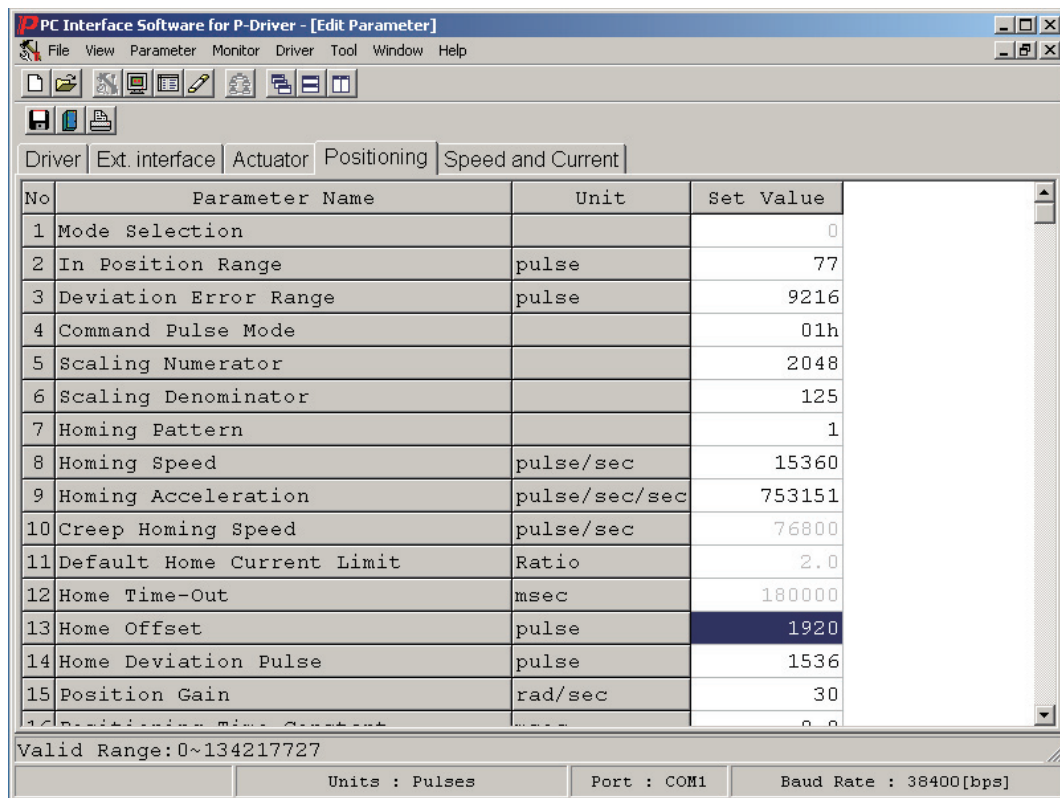 PC Interface Software for P-Driver - [Edit Parameter]
File View Parameter Monitor Driver Tool Window Help
Driver Ext. interface Actuator Positioning Speed and Current
No Parameter Name Unit Set Value
1 Mode Selection 0
2 In Position Range pulse 77
3 Deviation Error Range pulse 9216
4 Command Pulse Mode 01h
5 Scaling Numerator 2048
6 Scaling Denominator 125
7 Homing Pattern 1
8 Homing Speed pulse/sec 15360
9 Homing Acceleration pulse/sec/sec 753151
10 Creep Homing Speed pulse/sec 76800
11 Default Home Current Limit Ratio 2.0
12 Home Time-Out msec 180000
13 Home Offset pulse 1920
14 Home Deviation Pulse pulse 1536
15 Position Gain rad/sec 30
Valid Range:0~134217727
Units : Pulses Port : COM1 Baud Rate : 38400[bps]